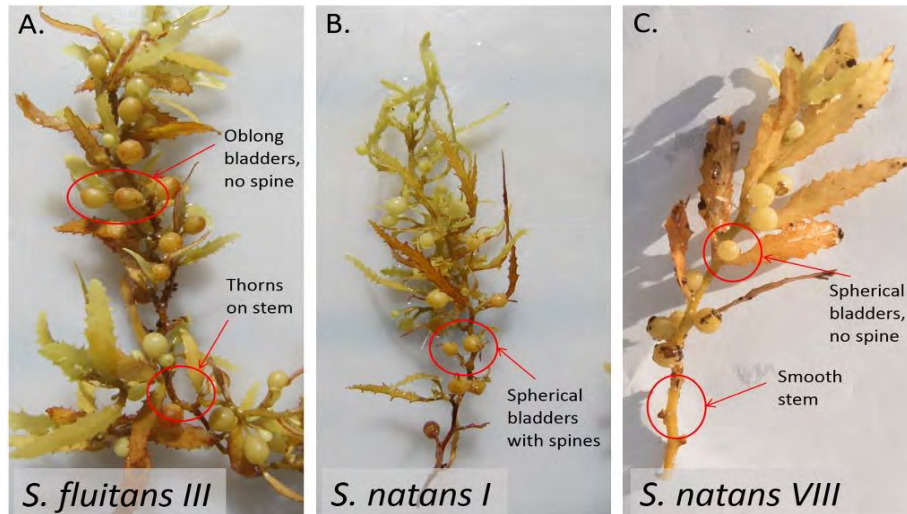 A.
Oblong
bladders,
no spine
Thorns
on stem
S. fluitans III
B.
Spherical
bladders
with spines
S. natans I
C.
Spherical
bladders,
no spine
Smooth
stem
S. natans VIII